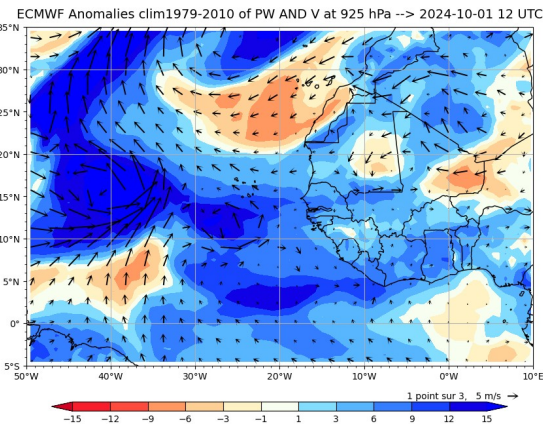 ECMWF Anomalies clim1979-2010 of PW AND V at 925 hPa --> 2024-10-01 12 UTC
35°N
30°N
25°N
20°N
15°N
10°N
5°N
0°
5°S
50°W 40°W 30°W 20°W 10°W 0°W 10°E
1 point sur 3, 5 m/s
−15 −12 −9 −6 −3 −1 1 3 6 9 12 15